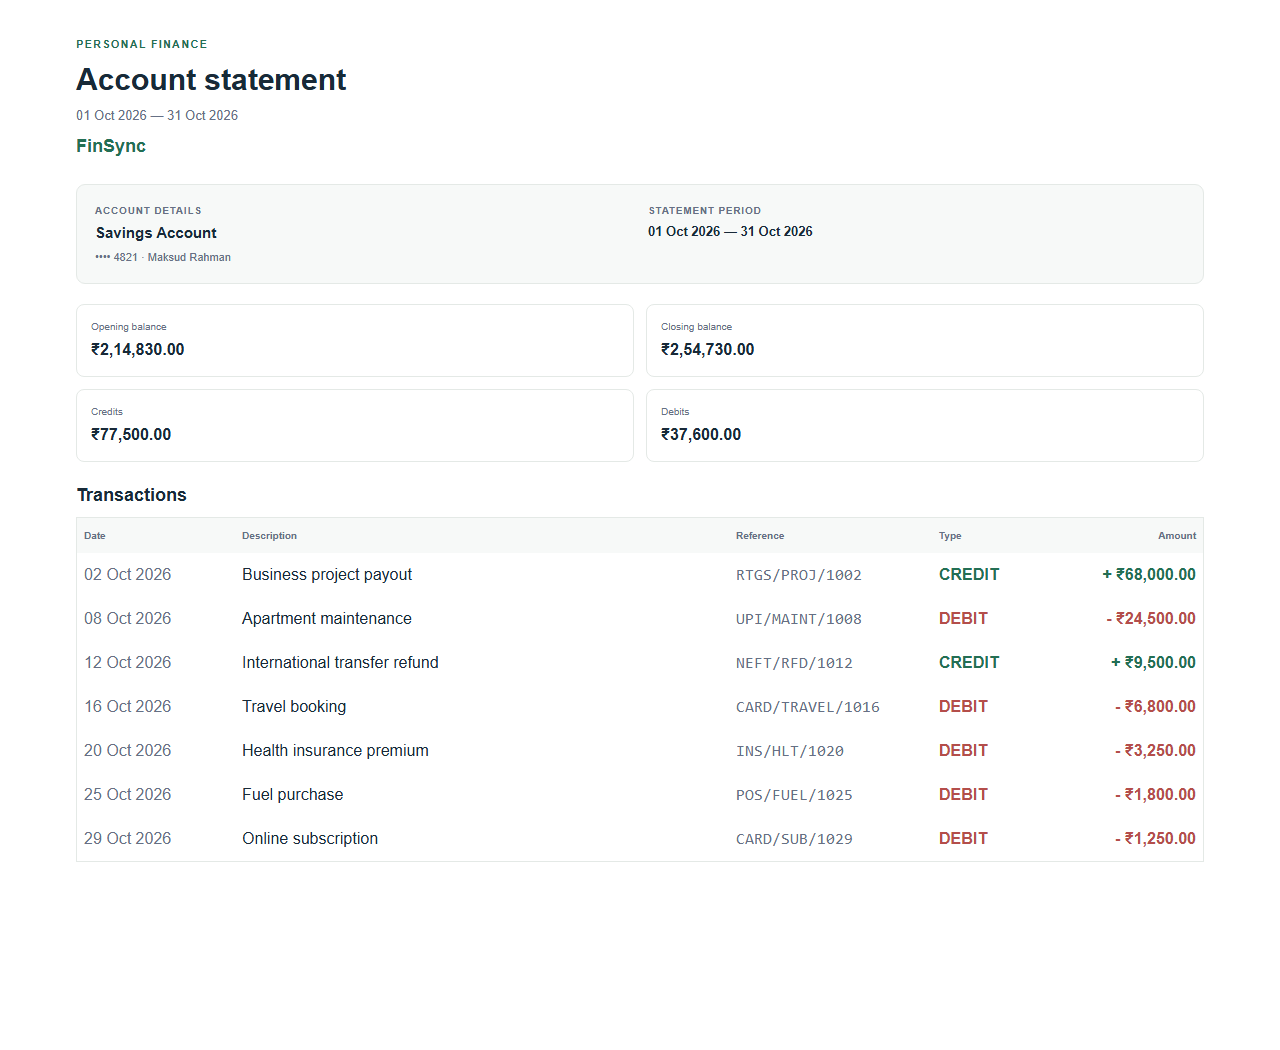 PERSONAL FINANCE
Account statement
01 Oct 2026 — 31 Oct 2026
FinSync
ACCOUNT DETAILS
Savings Account
•••• 4821 · Maksud Rahman
STATEMENT PERIOD
01 Oct 2026 — 31 Oct 2026
Opening balance
₹2,14,830.00
Closing balance
₹2,54,730.00
Credits
₹77,500.00
Debits
₹37,600.00
Transactions
Date Description Reference Type Amount
02 Oct 2026 Business project payout RTGS/PROJ/1002 CREDIT + ₹68,000.00
08 Oct 2026 Apartment maintenance UPI/MAINT/1008 DEBIT - ₹24,500.00
12 Oct 2026 International transfer refund NEFT/RFD/1012 CREDIT + ₹9,500.00
16 Oct 2026 Travel booking CARD/TRAVEL/1016 DEBIT - ₹6,800.00
20 Oct 2026 Health insurance premium INS/HLT/1020 DEBIT - ₹3,250.00
25 Oct 2026 Fuel purchase POS/FUEL/1025 DEBIT - ₹1,800.00
29 Oct 2026 Online subscription CARD/SUB/1029 DEBIT - ₹1,250.00